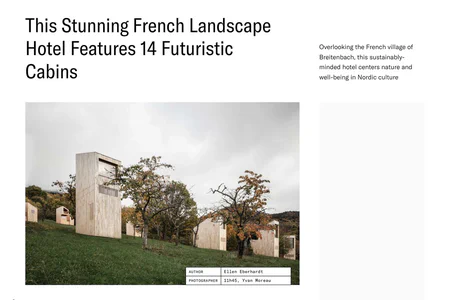 This Stunning French Landscape
Hotel Features 14 Futuristic
Cabins
Overlooking the French village of
Breitenbach, this sustainably-
minded hotel centers nature and
well-being in Nordic culture
AUTHOR Ellen Eberhardt
PHOTOGRAPHER 11h45, Yvan Moreau